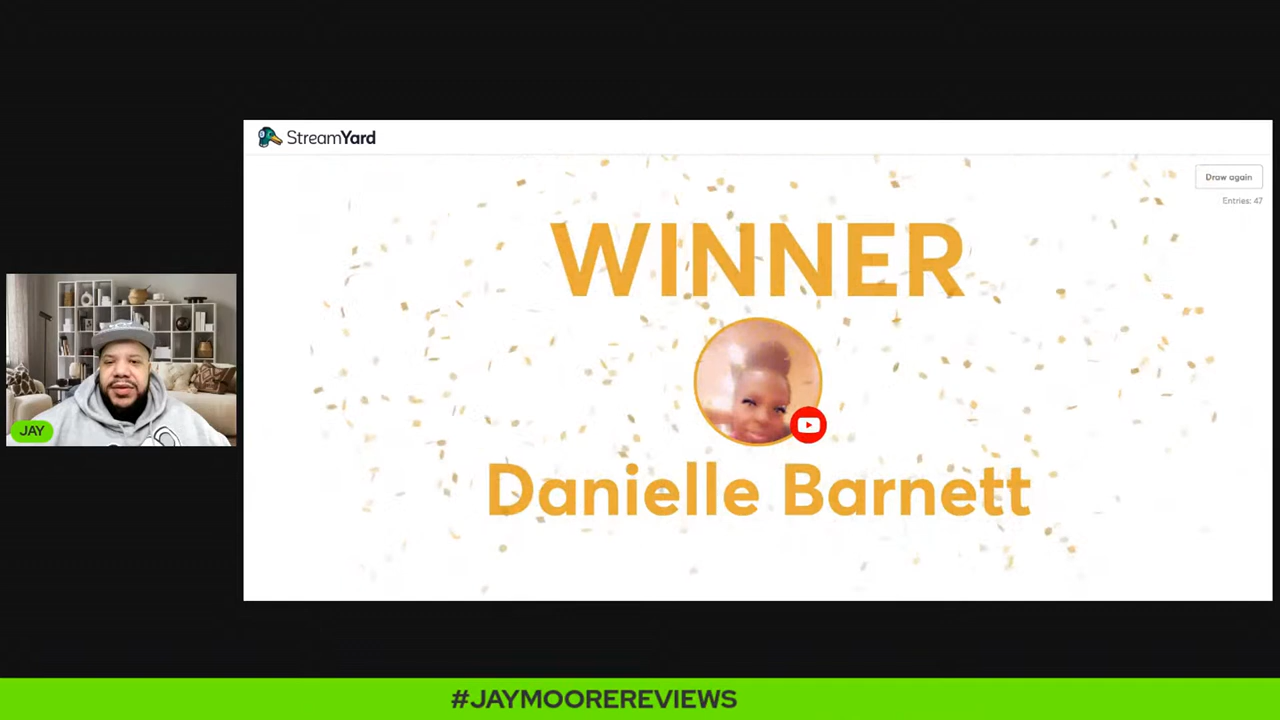 StreamYard
Draw again
Entries: 47
WINNER
Danielle Barnett
JAY
#JAYMOOREREVIEWS